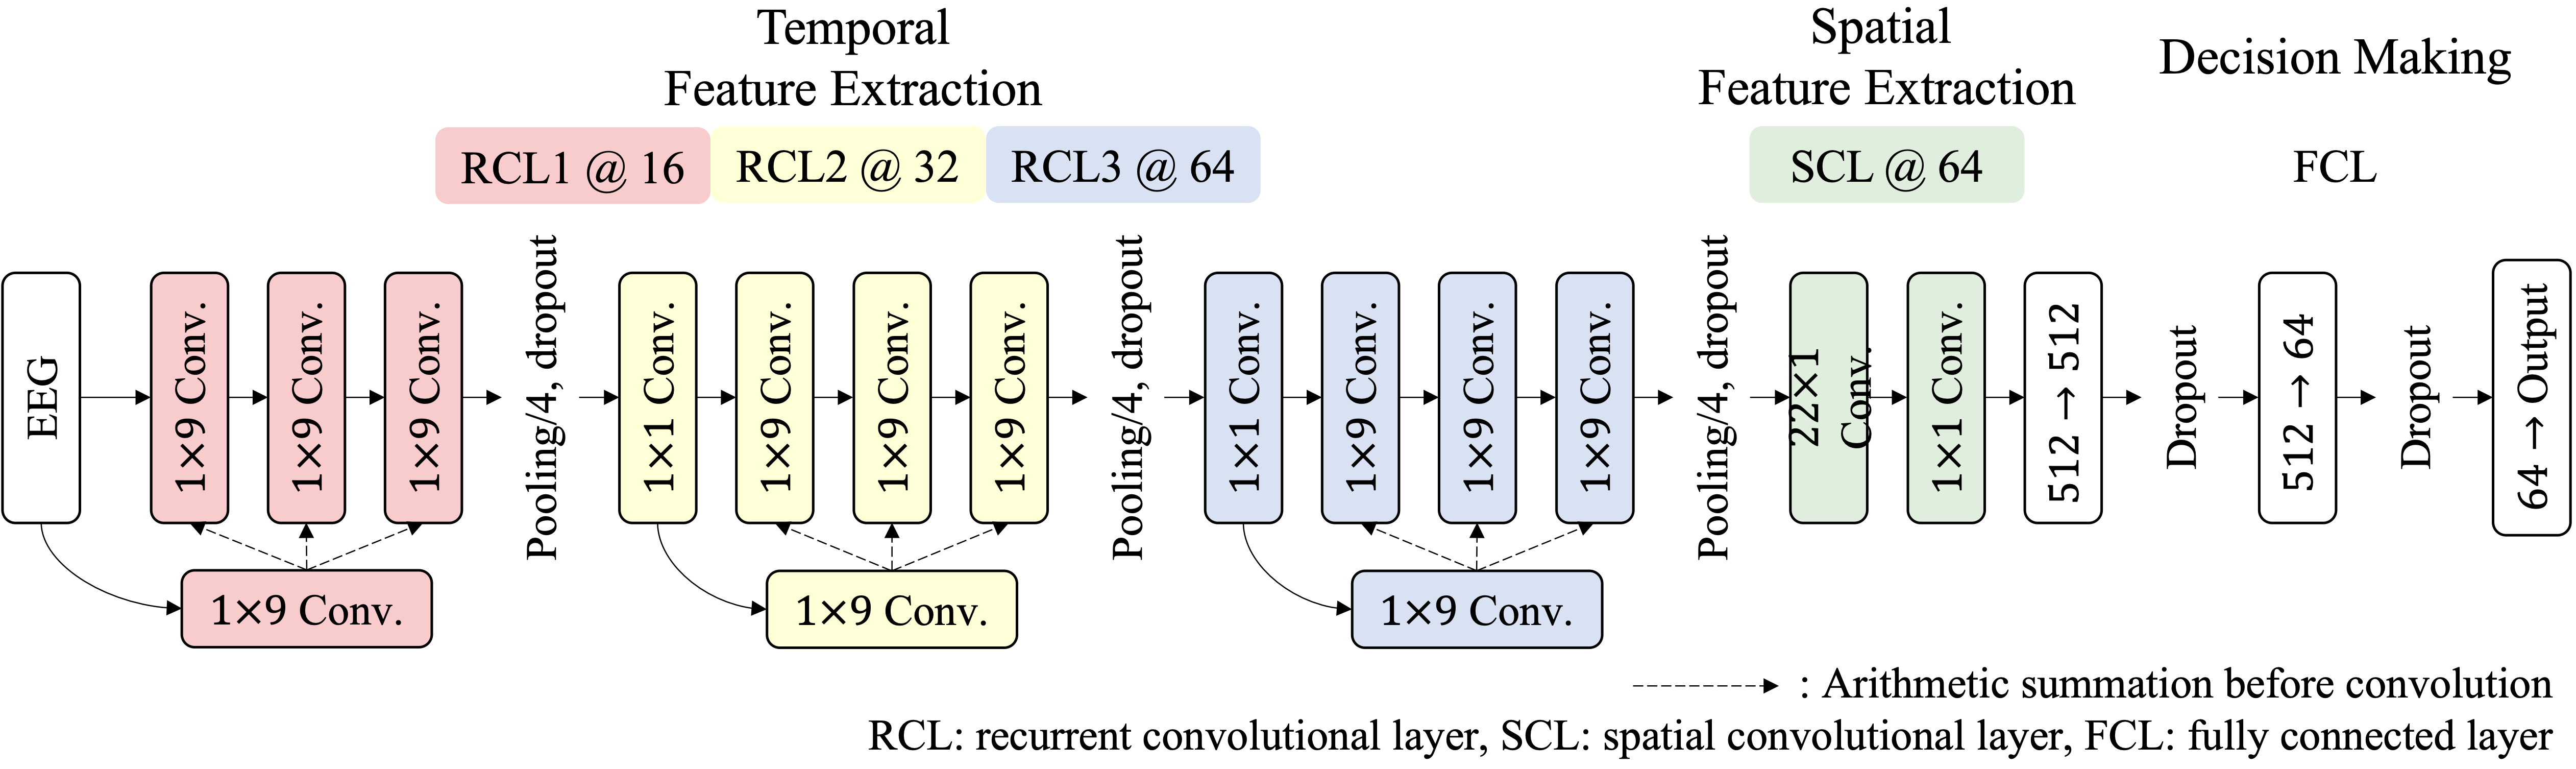 Temporal
Feature Extraction
Spatial
Feature Extraction
Decision Making
RCL1 @ 16
RCL2 @ 32
RCL3 @ 64
SCL @ 64
FCL
EEG
1×9 Conv.
1×9 Conv.
1×9 Conv.
1×9 Conv.
Pooling/4, dropout
1×1 Conv.
1×9 Conv.
1×9 Conv.
1×9 Conv.
1×9 Conv.
Pooling/4, dropout
1×1 Conv.
1×9 Conv.
1×9 Conv.
1×9 Conv.
1×9 Conv.
Pooling/4, dropout
22×1
Conv.
1×1 Conv.
512 → 512
Dropout
512 → 64
Dropout
64 → Output
: Arithmetic summation before convolution
RCL: recurrent convolutional layer, SCL: spatial convolutional layer, FCL: fully connected layer